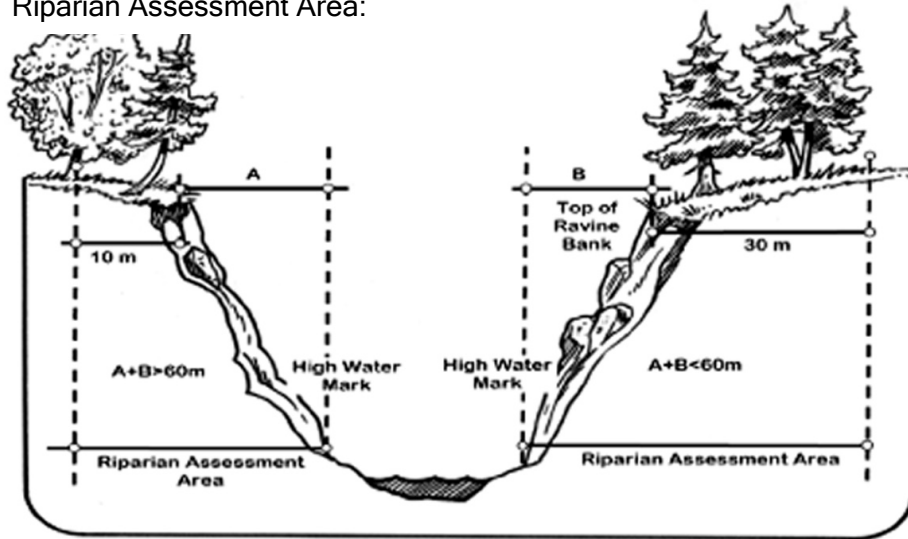 Riparian Assessment Area:
A
B
Top of
Ravine
Bank
10 m
30 m
A+B>60m
High Water
Mark
High Water
Mark
A+B<60m
Riparian Assessment
Area
Riparian Assessment Area